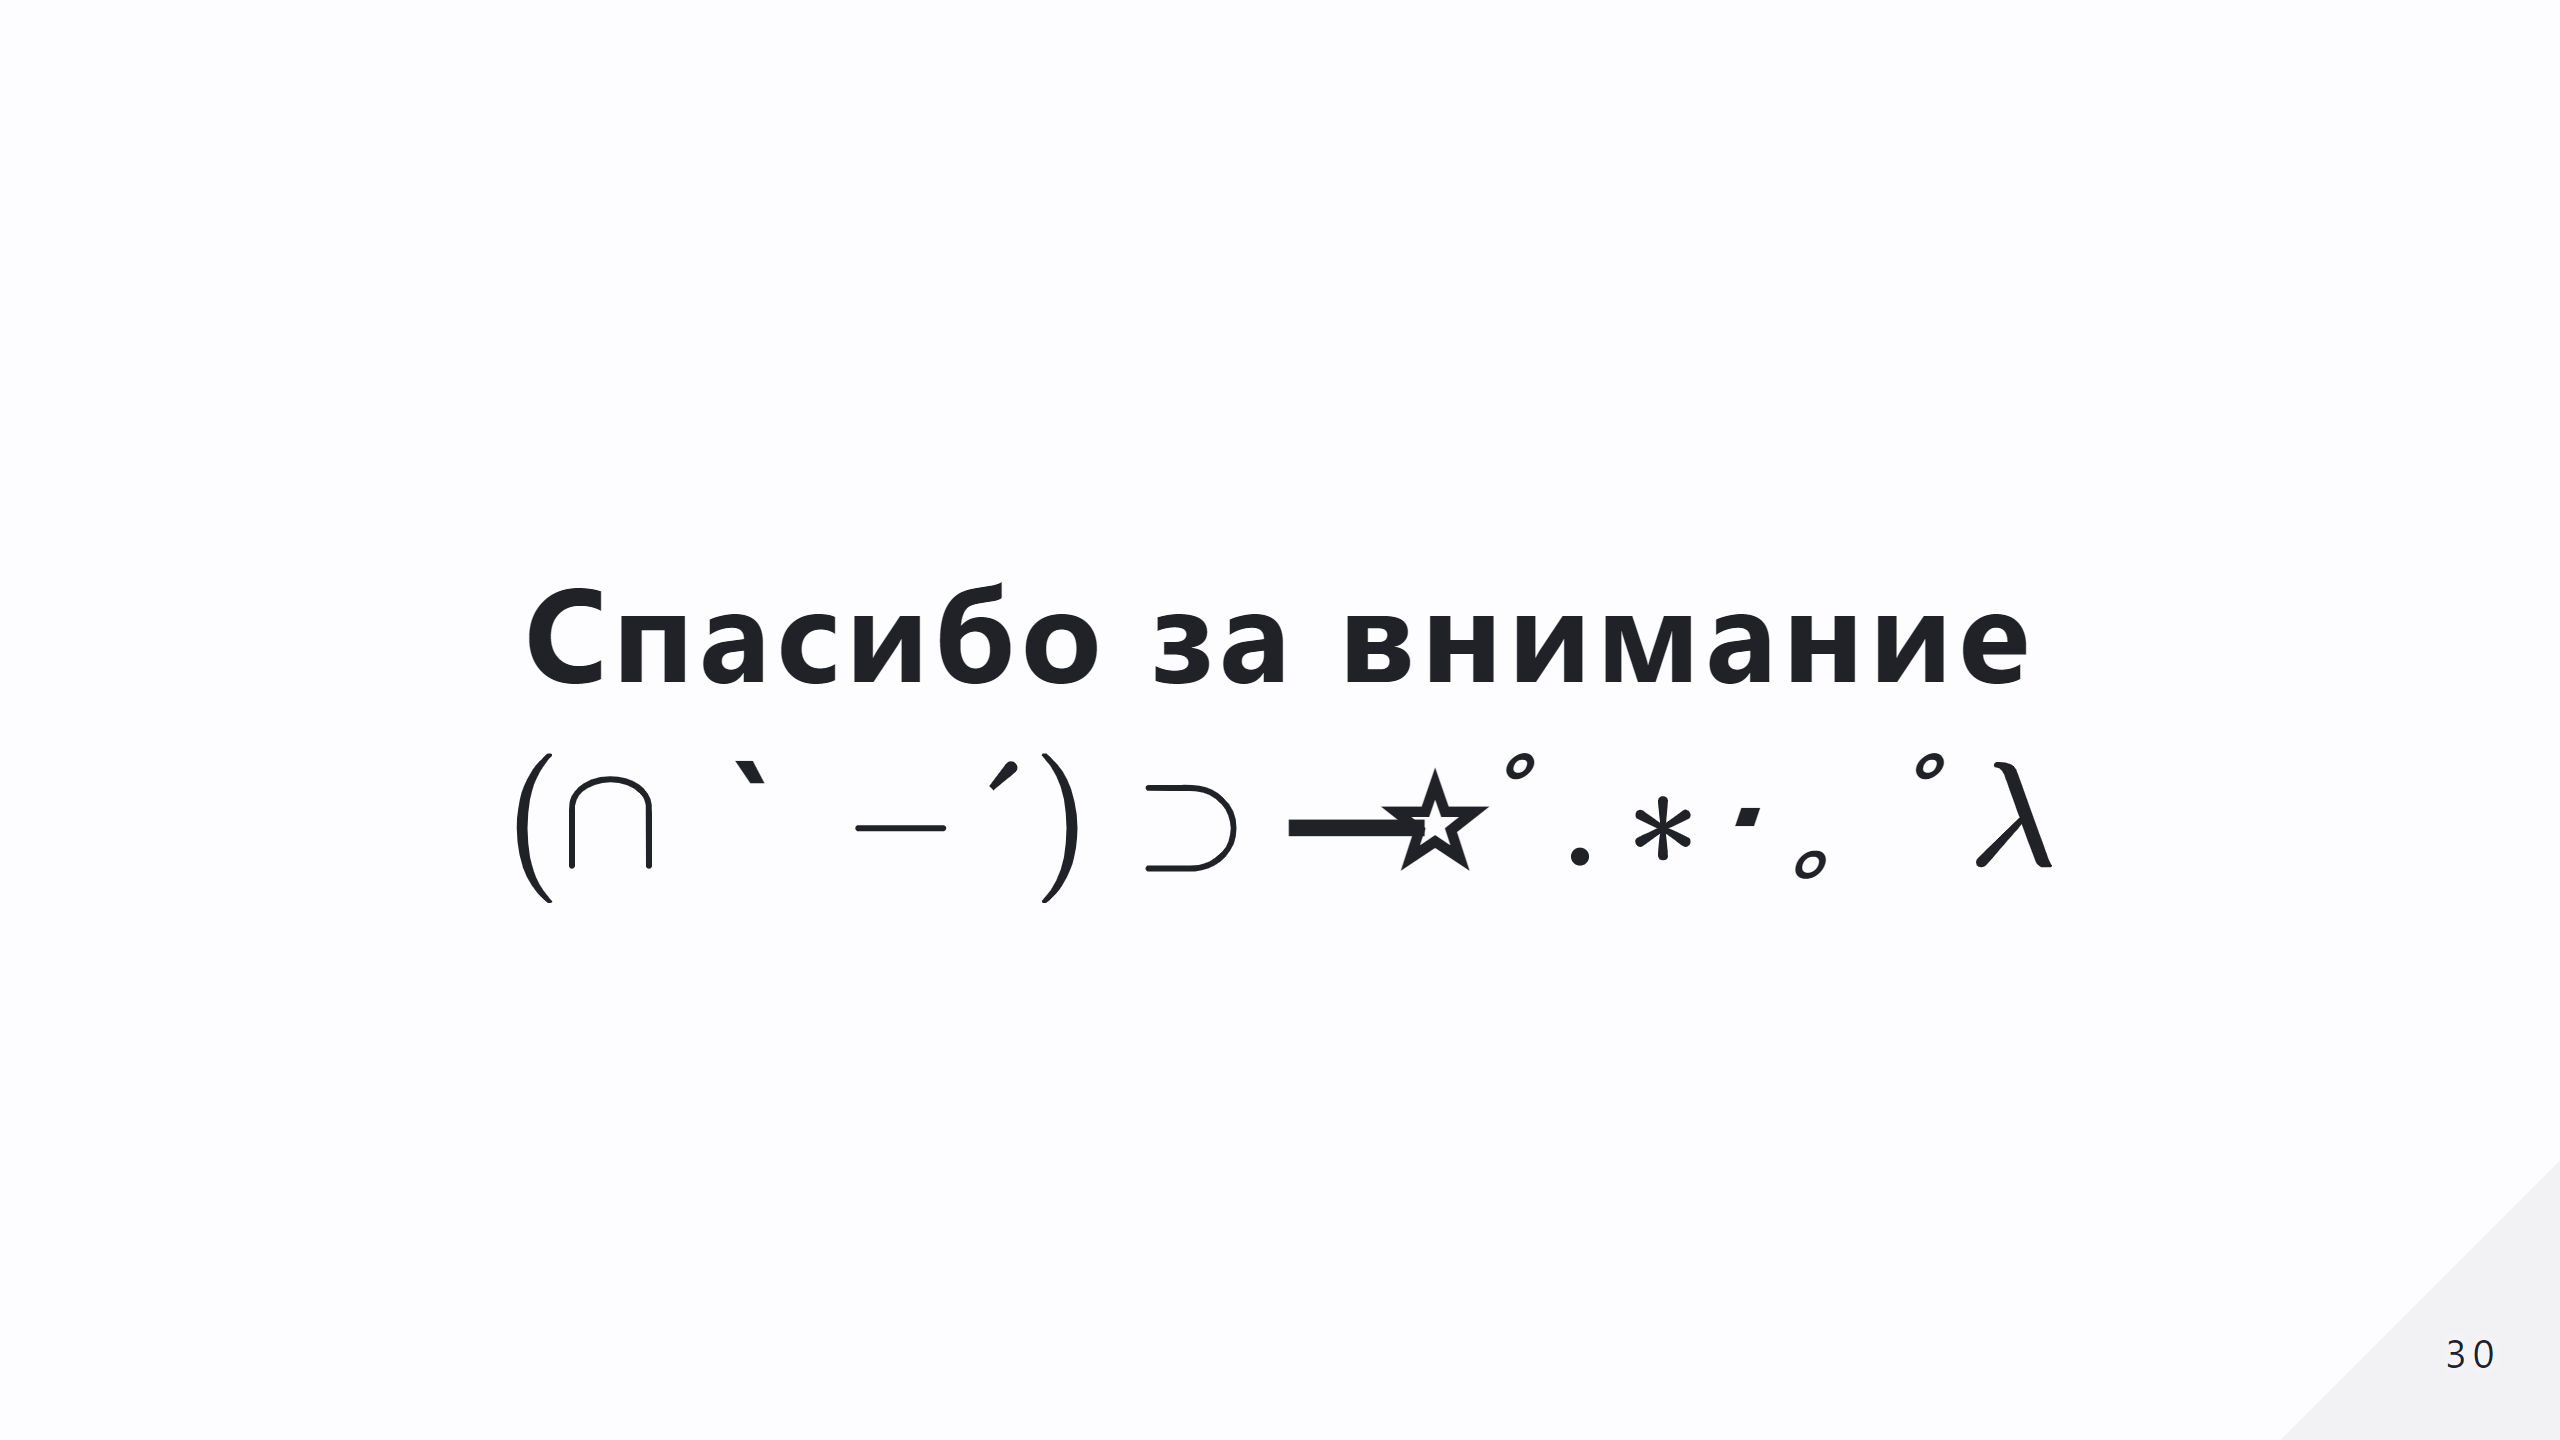 Спасибо за внимание
(∩ ` - ´) ⊃ ━☆ﾟ.*･｡ ﾟλ
30